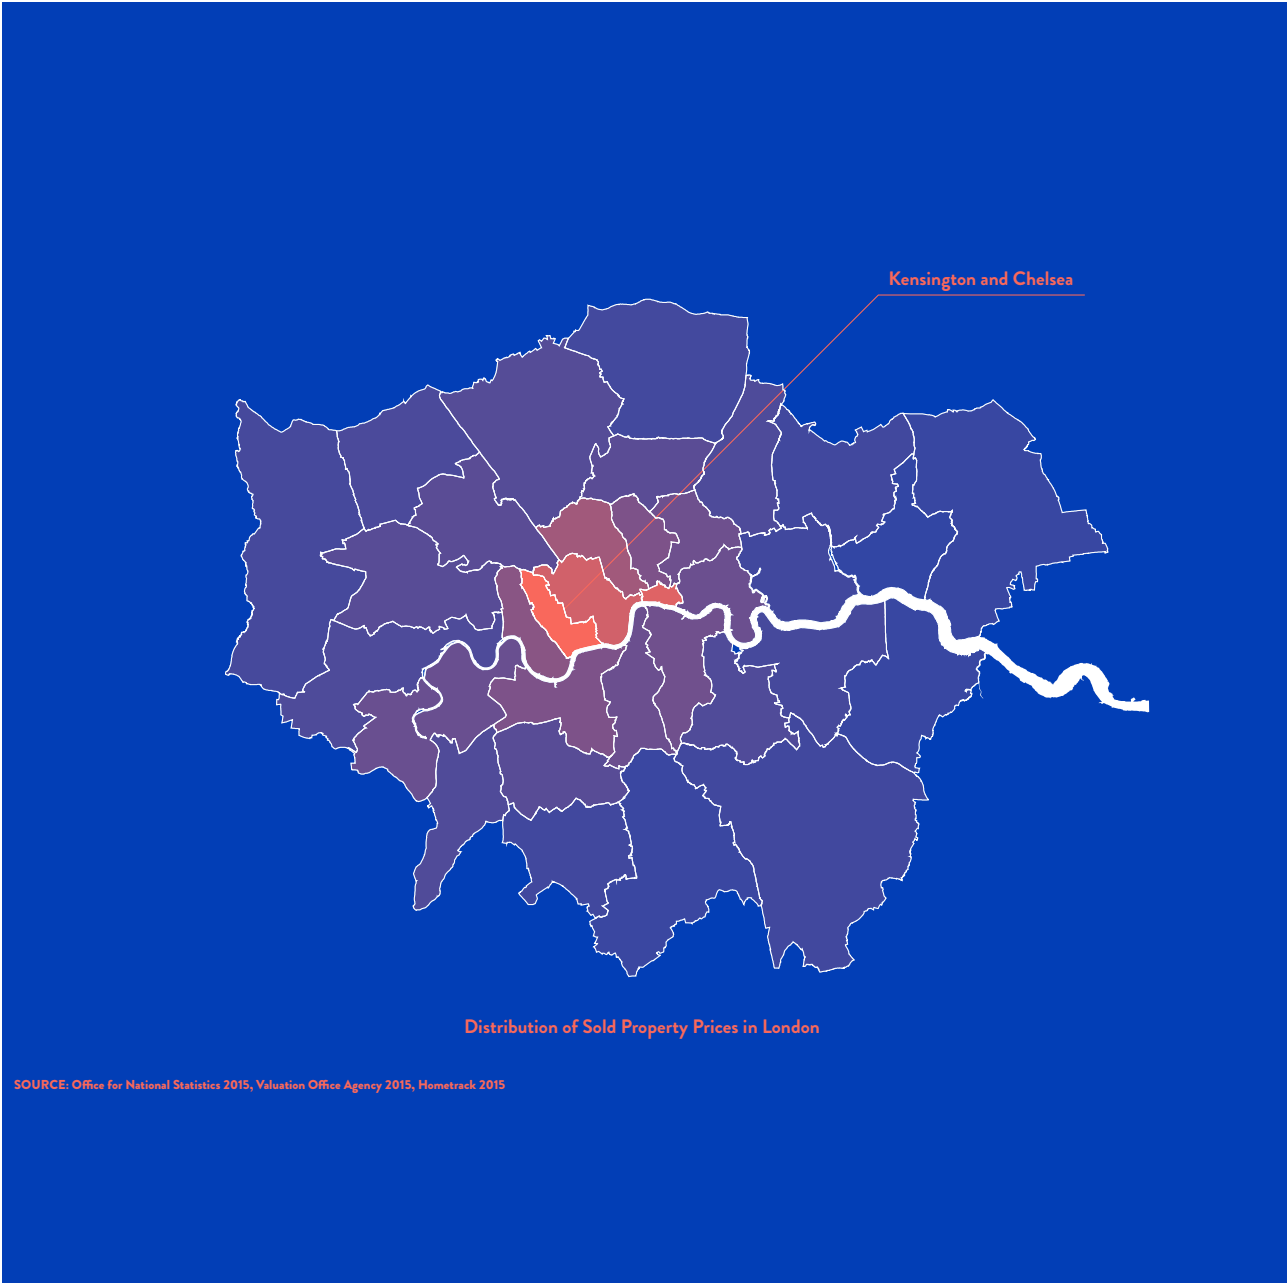 Kensington and Chelsea
Distribution of Sold Property Prices in London
SOURCE: Office for National Statistics 2015, Valuation Office Agency 2015, Hometrack 2015